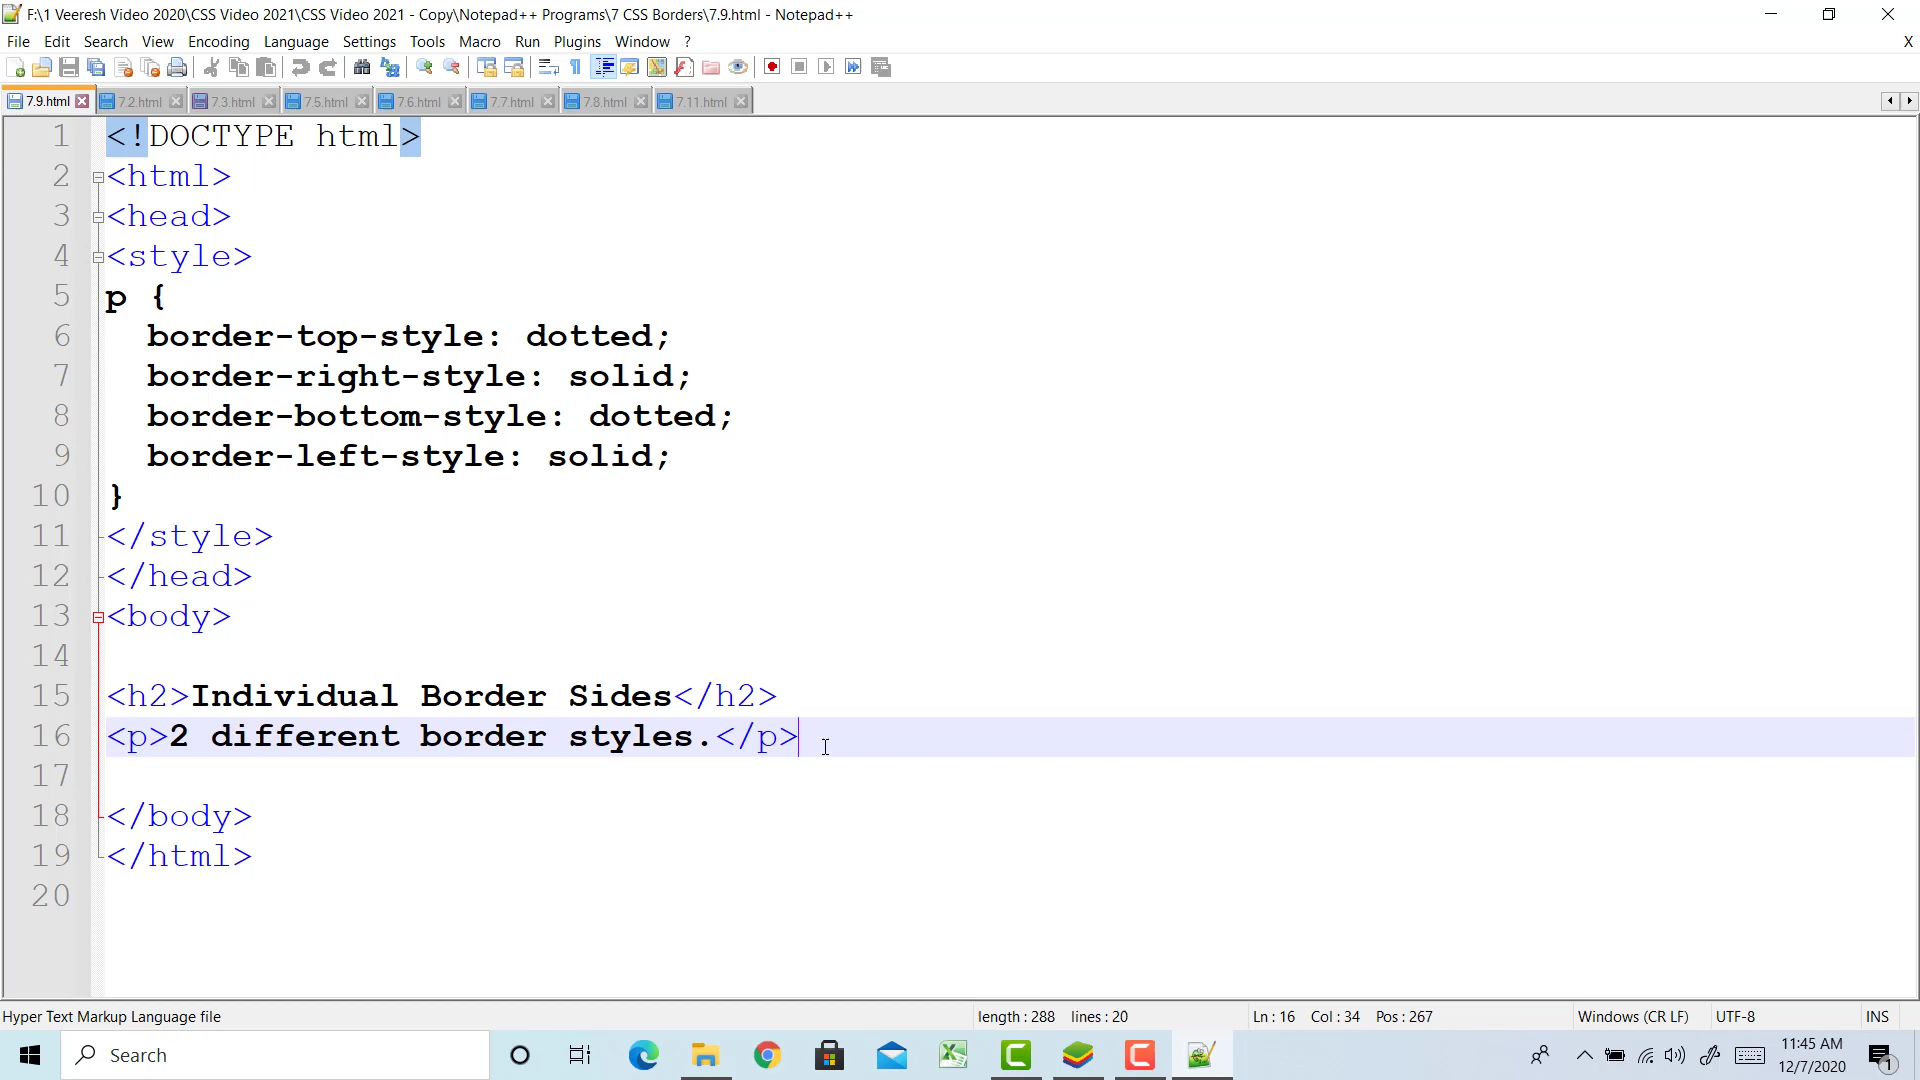 F:\1 Veeresh Video 2020\CSS Video 2021\CSS Video 2021 - Copy\Notepad++ Programs\7 CSS Borders\7.9.html - Notepad++
File Edit Search View Encoding Language Settings Tools Macro Run Plugins Window ? X
7.9.html 7.2.html 7.3.html 7.5.html 7.6.html 7.7.html 7.8.html 7.11.html
1 <!DOCTYPE html>
2 <html>
3 <head>
4 <style>
5 p {
6   border-top-style: dotted;
7   border-right-style: solid;
8   border-bottom-style: dotted;
9   border-left-style: solid;
10 }
11 </style>
12 </head>
13 <body>
14
15 <h2>Individual Border Sides</h2>
16 <p>2 different border styles.</p>
17
18 </body>
19 </html>
20
Hyper Text Markup Language file length : 288 lines : 20 Ln : 16 Col : 34 Pos : 267 Windows (CR LF) UTF-8 INS
Search
11:45 AM
12/7/2020
1